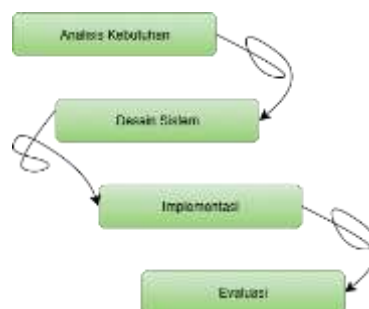 Analisis Kebutuhan
Desain Sistem
Implementasi
Evaluasi